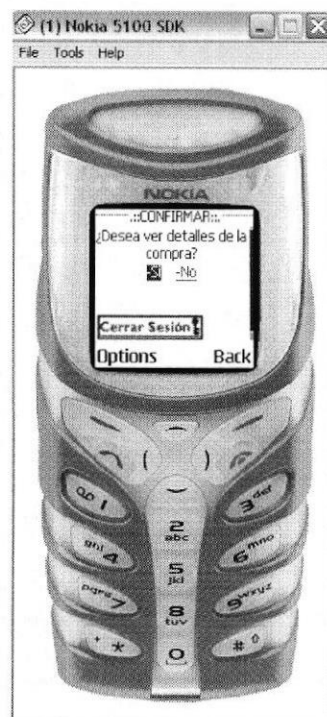 (1) Nokia 5100 SDK
File Tools Help
NOKIA
.::CONFIRMAR::.
¿Desea ver detalles de la
compra?
Si -No
Cerrar Sesión
Options Back
1
2 abc
3 def
ghi 4
5 jkl
6 mno
pqrs 7
8 tuv
9 wxyz
* +
0
#